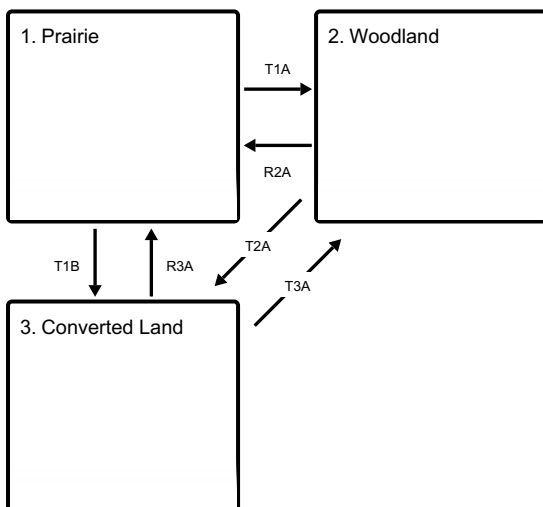 1. Prairie
2. Woodland
T1A
R2A
T1B
R3A
T2A
T3A
3. Converted Land